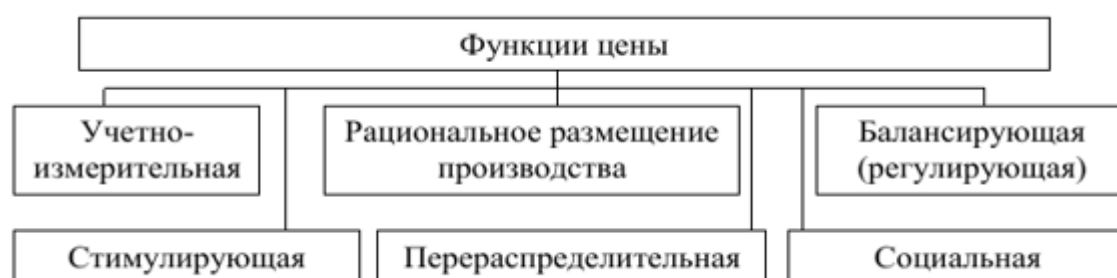 Функции цены
Учетно-
измерительная
Рациональное размещение
производства
Балансирующая
(регулирующая)
Стимулирующая
Перераспределительная
Социальная